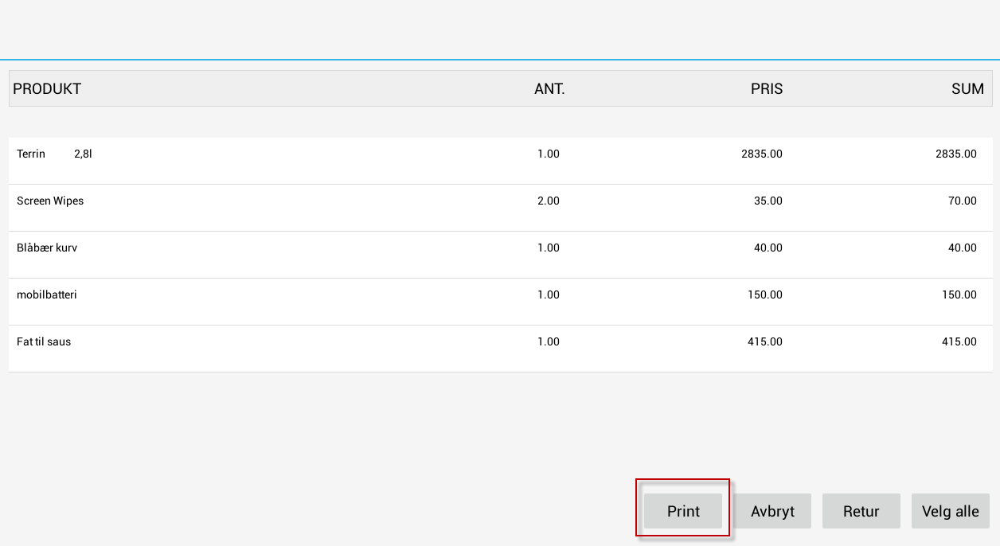 PRODUKT ANT. PRIS SUM
Terrin 2,8l 1.00 2835.00 2835.00
Screen Wipes 2.00 35.00 70.00
Blåbær kurv 1.00 40.00 40.00
mobilbatteri 1.00 150.00 150.00
Fat til saus 1.00 415.00 415.00
Print Avbryt Retur Velg alle